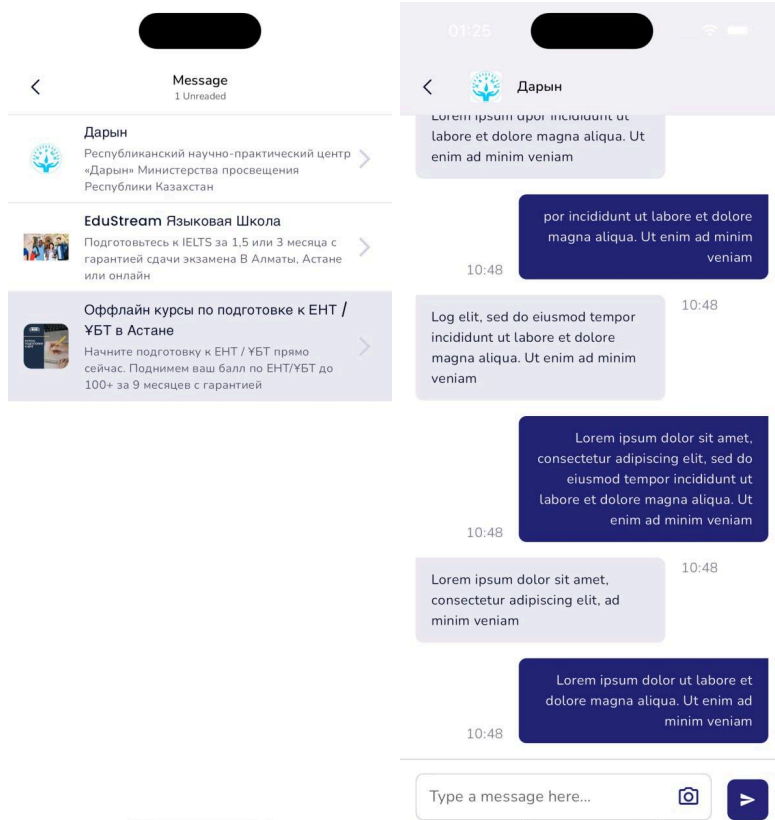 Message
1 Unreaded
Дарын
Республиканский научно-практический центр
«Дарын» Министерства просвещения
Республики Казахстан
EduStream Языковая Школа
Подготовьтесь к IELTS за 1,5 или 3 месяца с
гарантией сдачи экзамена В Алматы, Астане
или онлайн
Оффлайн курсы по подготовке к ЕНТ /
ҰБТ в Астане
Начните подготовку к ЕНТ / ҰБТ прямо
сейчас. Поднимем ваш балл по ЕНТ/ҰБТ до
100+ за 9 месяцев с гарантией
01:25
Дарын
Lorem ipsum dpor incididunt ut
labore et dolore magna aliqua. Ut
enim ad minim veniam
por incididunt ut labore et dolore
magna aliqua. Ut enim ad minim
veniam
10:48
10:48
Log elit, sed do eiusmod tempor
incididunt ut labore et dolore
magna aliqua. Ut enim ad minim
veniam
Lorem ipsum dolor sit amet,
consectetur adipiscing elit, sed do
eiusmod tempor incididunt ut
labore et dolore magna aliqua. Ut
enim ad minim veniam
10:48
10:48
Lorem ipsum dolor sit amet,
consectetur adipiscing elit, ad
minim veniam
Lorem ipsum dolor ut labore et
dolore magna aliqua. Ut enim ad
minim veniam
10:48
Type a message here...